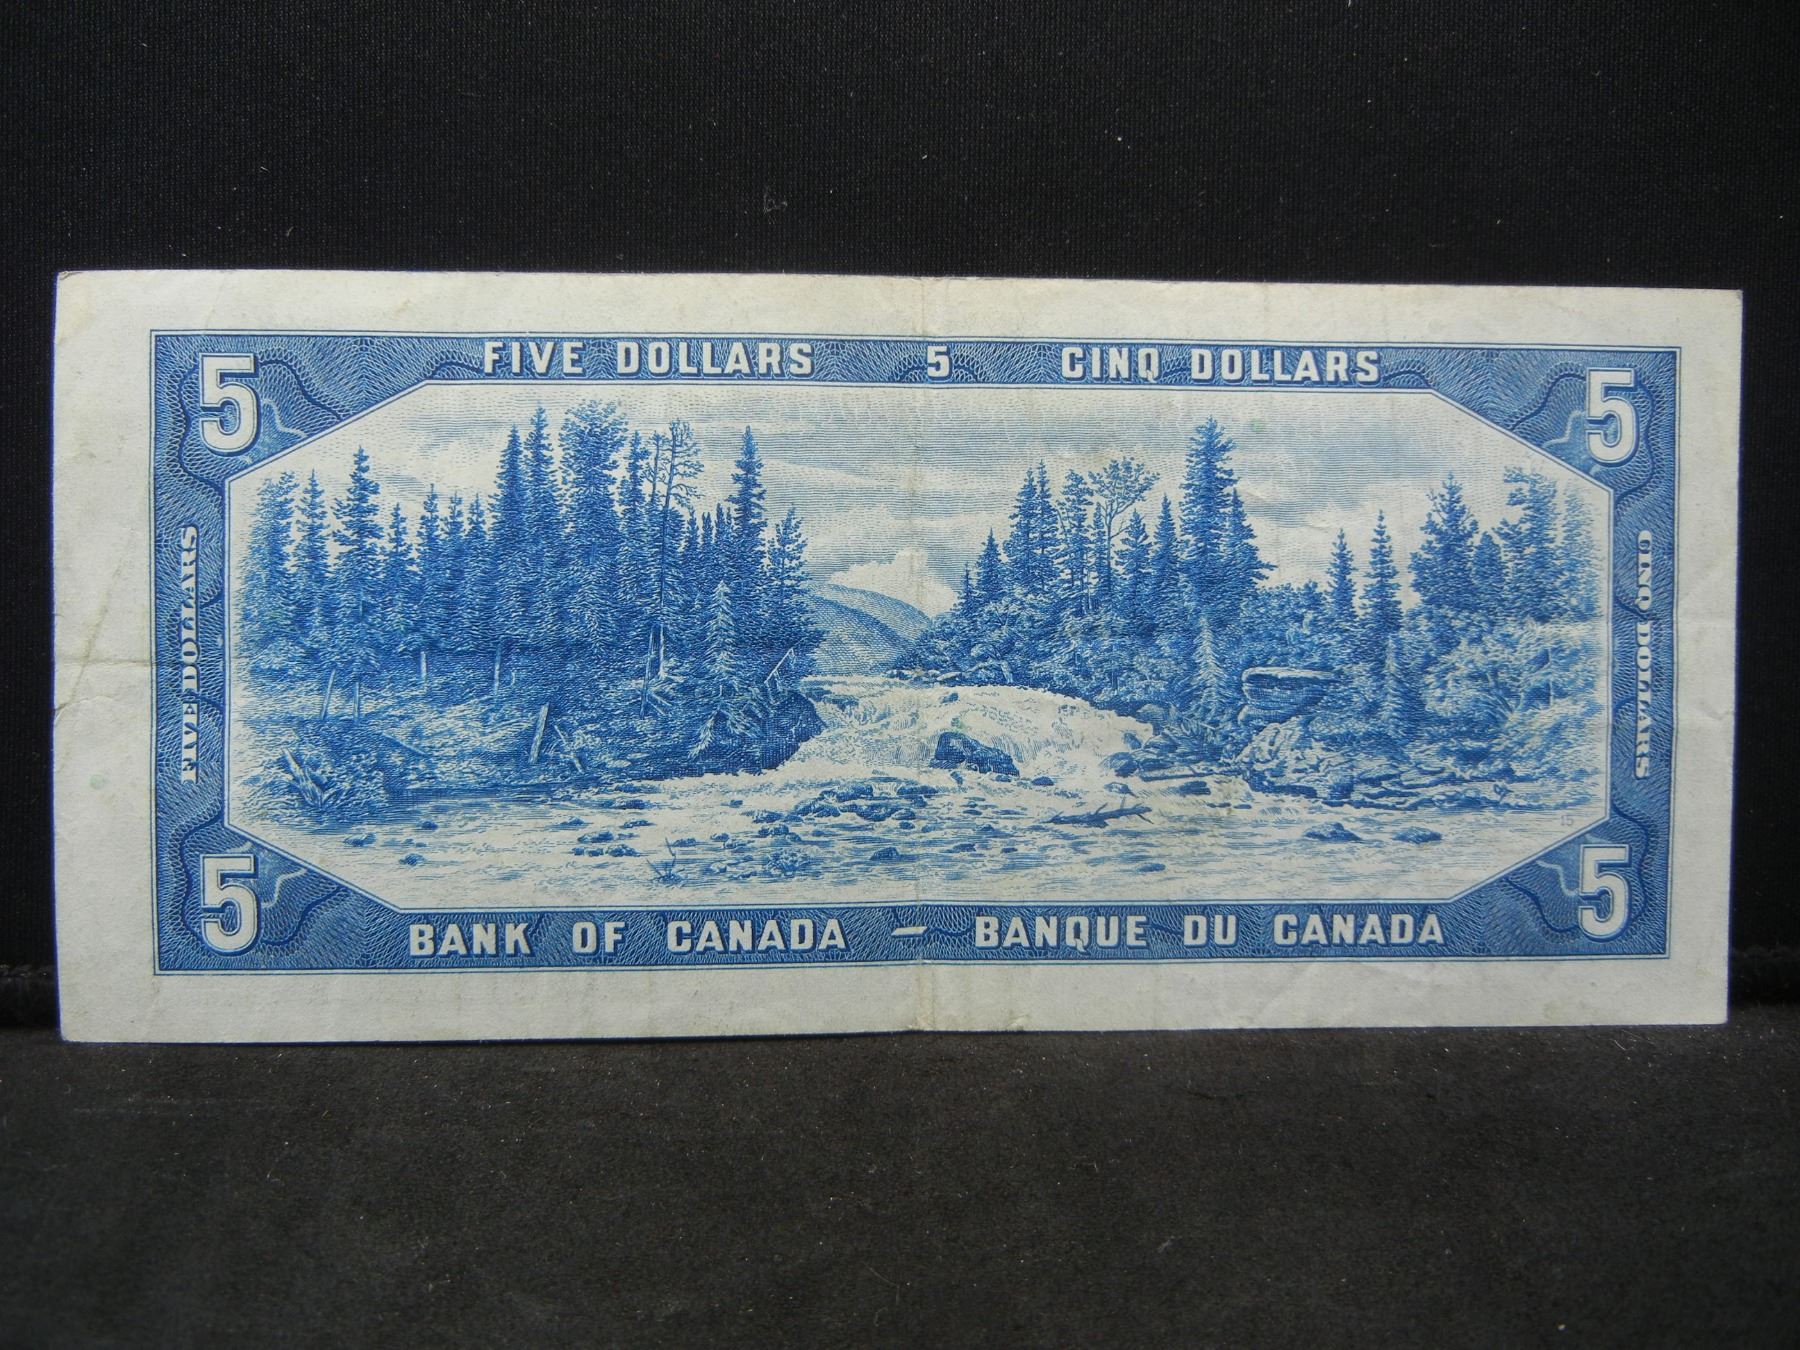 5 FIVE DOLLARS 5 CINQ DOLLARS 5
FIVE DOLLARS
CINQ DOLLARS
15
5 BANK OF CANADA – BANQUE DU CANADA 5